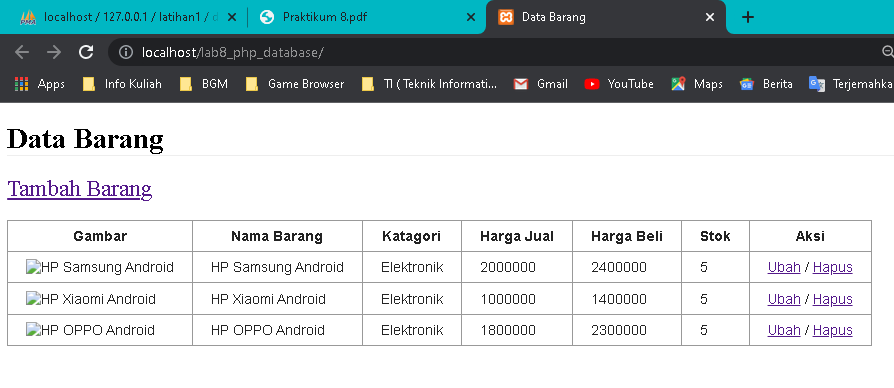 localhost / 127.0.0.1 / latihan1 / d
Praktikum 8.pdf
Data Barang
localhost/lab8_php_database/
Apps Info Kuliah BGM Game Browser TI ( Teknik Informati... Gmail YouTube Maps Berita Terjemahka
Data Barang
Tambah Barang
Gambar Nama Barang Katagori Harga Jual Harga Beli Stok Aksi
HP Samsung Android HP Samsung Android Elektronik 2000000 2400000 5 Ubah / Hapus
HP Xiaomi Android HP Xiaomi Android Elektronik 1000000 1400000 5 Ubah / Hapus
HP OPPO Android HP OPPO Android Elektronik 1800000 2300000 5 Ubah / Hapus